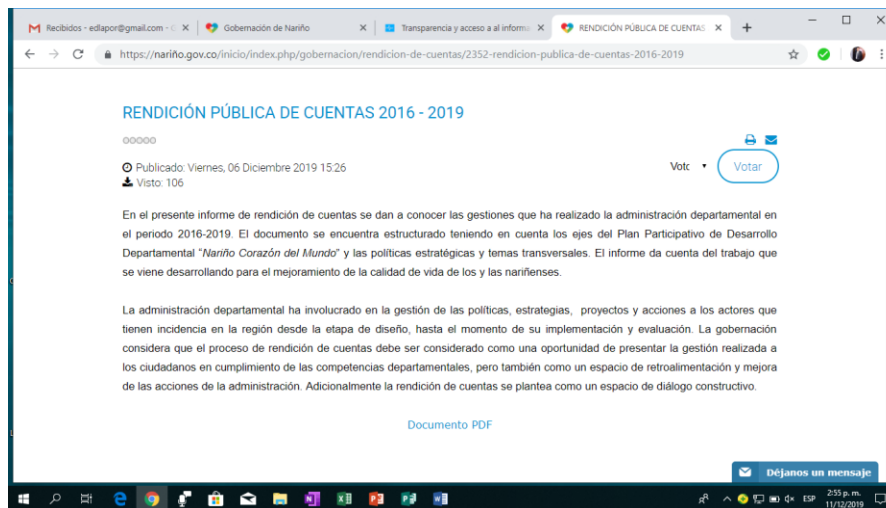 Recibidos - edlapor@gmail.com - G
Gobernación de Nariño
Transparencia y acceso a al informa
RENDICIÓN PÚBLICA DE CUENTAS
https://nariño.gov.co/inicio/index.php/gobernacion/rendicion-de-cuentas/2352-rendicion-publica-de-cuentas-2016-2019
RENDICIÓN PÚBLICA DE CUENTAS 2016 - 2019
Publicado: Viernes, 06 Diciembre 2019 15:26
Votc
Votar
Visto: 106
En el presente informe de rendición de cuentas se dan a conocer las gestiones que ha realizado la administración departamental en
el periodo 2016-2019. El documento se encuentra estructurado teniendo en cuenta los ejes del Plan Participativo de Desarrollo
Departamental "Nariño Corazón del Mundo" y las políticas estratégicas y temas transversales. El informe da cuenta del trabajo que
se viene desarrollando para el mejoramiento de la calidad de vida de los y las nariñenses.
La administración departamental ha involucrado en la gestión de las políticas, estrategias, proyectos y acciones a los actores que
tienen incidencia en la región desde la etapa de diseño, hasta el momento de su implementación y evaluación. La gobernación
considera que el proceso de rendición de cuentas debe ser considerado como una oportunidad de presentar la gestión realizada a
los ciudadanos en cumplimiento de las competencias departamentales, pero también como un espacio de retroalimentación y mejora
de las acciones de la administración. Adicionalmente la rendición de cuentas se plantea como un espacio de diálogo constructivo.
Documento PDF
Déjanos un mensaje
ESP
2:55 p. m.
11/12/2019